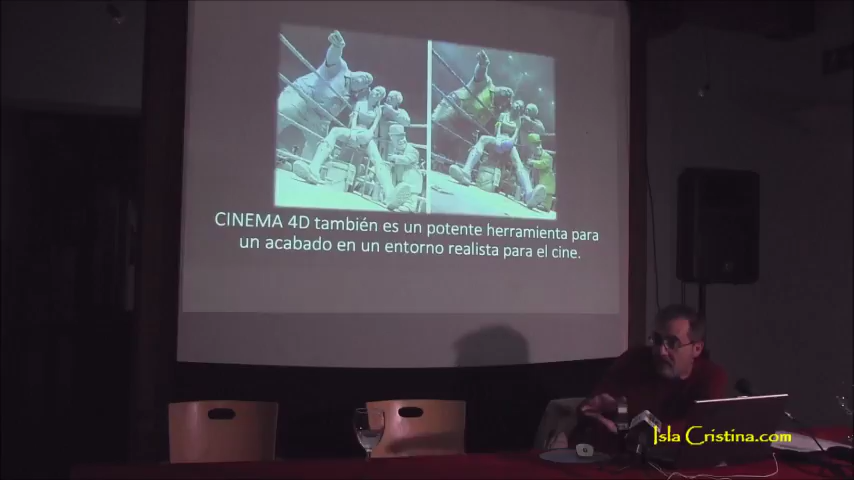 CINEMA 4D también es un potente herramienta para
un acabado en un entorno realista para el cine.
Isla Cristina.com